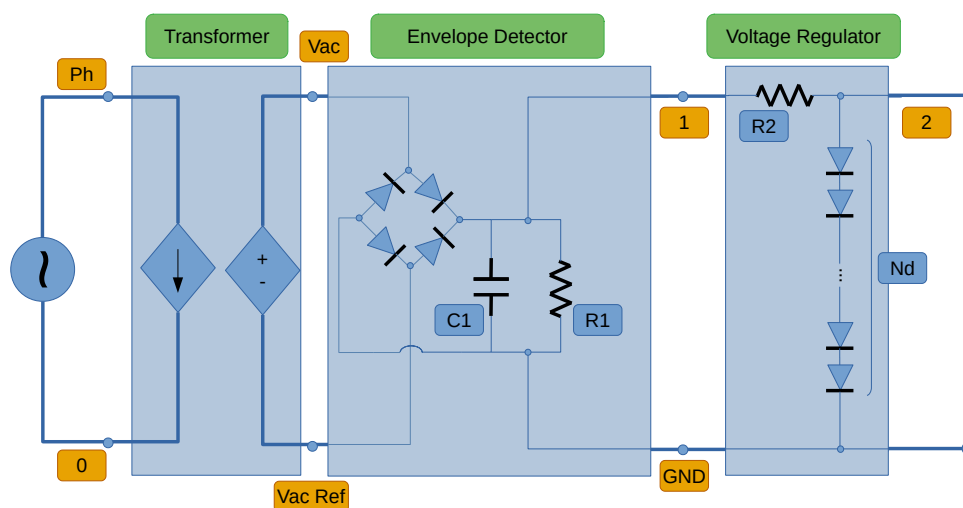 Transformer
Envelope Detector
Voltage Regulator
Vac
Ph
1
R2
2
+
-
Nd
...
C1
R1
0
Vac Ref
GND